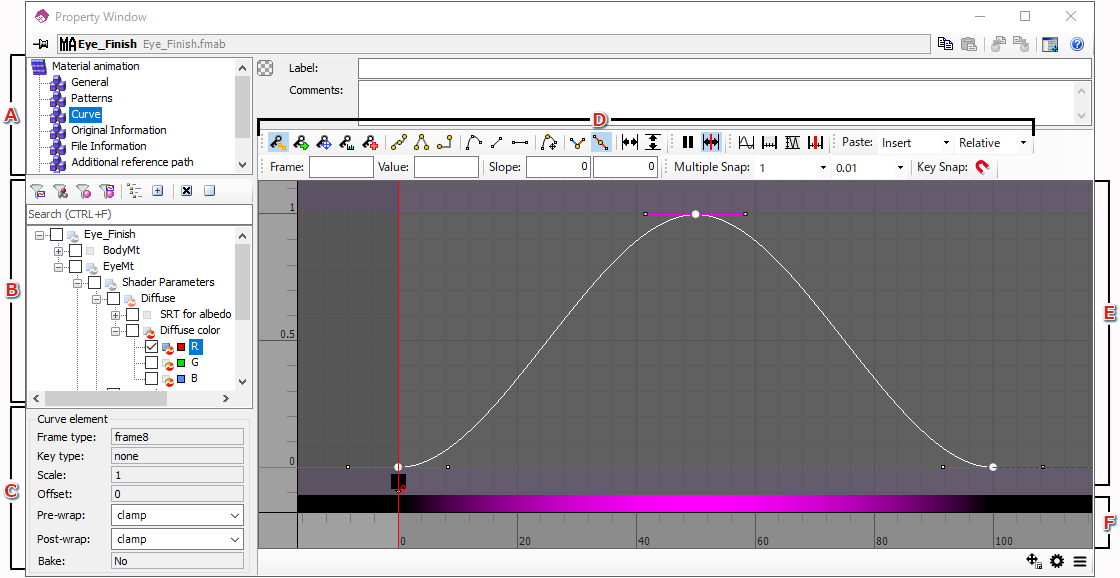 Property Window
MA Eye_Finish Eye_Finish.fmab
A
Material animation
General
Patterns
Curve
Original Information
File Information
Additional reference path
Label:
Comments:
D
Paste: Insert Relative
Frame: Value: Slope: 0 0 Multiple Snap: 1 0.01 Key Snap:
B
Search (CTRL+F)
Eye_Finish
BodyMt
EyeMt
Shader Parameters
Diffuse
SRT for albedo
Diffuse color
R
G
B
C
Curve element
Frame type: frame8
Key type: none
Scale: 1
Offset: 0
Pre-wrap: clamp
Post-wrap: clamp
Bake: No
1
0.5
0
E
F
0 20 40 60 80 100